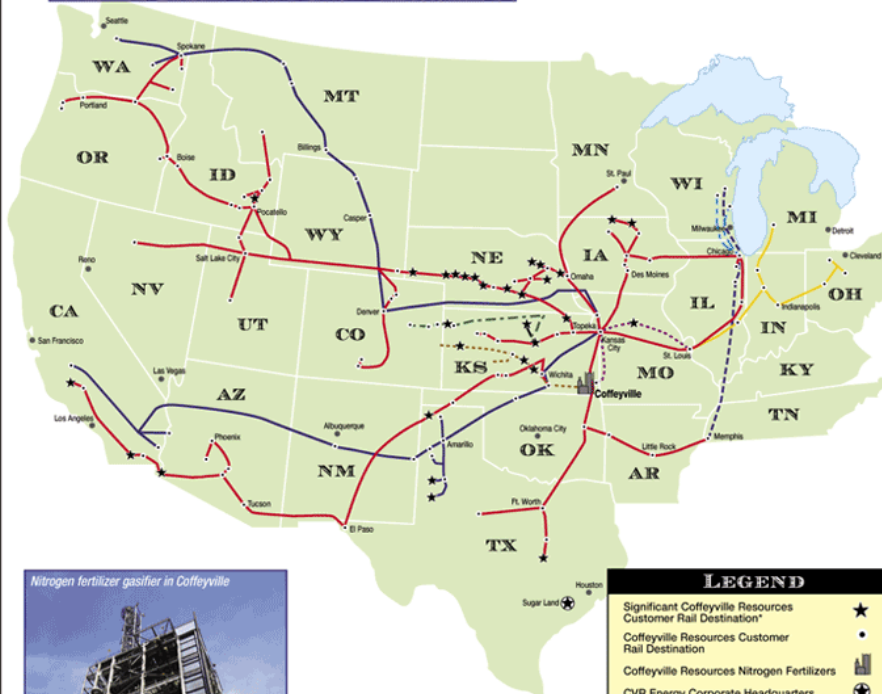 Seattle
Spokane
WA
MT
Portland
MN
St. Paul
OR
Billings
WI
Boise
ID
MI
Pocatello
Casper
Milwaukee
Detroit
WY
NE
IA
Chicago
Cleveland
Reno
Salt Lake City
Omaha
Des Moines
NV
OH
CA
UT
Denver
IL
Indianapolis
San Francisco
CO
Topeka
Kansas
City
IN
St. Louis
KS
MO
KY
Las Vegas
Wichita
AZ
Coffeyville
TN
Los Angeles
Albuquerque
Oklahoma City
Phoenix
Amarillo
Little Rock
Memphis
NM
OK
AR
Tucson
Ft. Worth
El Paso
TX
Houston
Sugar Land
Nitrogen fertilizer gasifier in Coffeyville
LEGEND
Significant Coffeyville Resources
Customer Rail Destination*
Coffeyville Resources Customer
Rail Destination
Coffeyville Resources Nitrogen Fertilizers
CVR Energy Corporate Headquarters